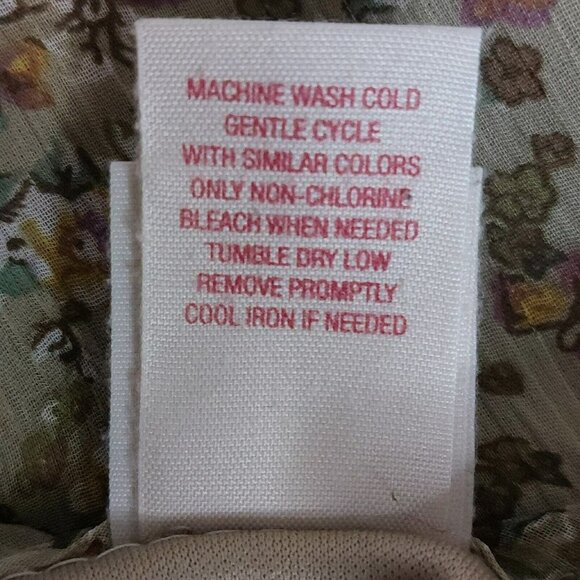 MACHINE WASH COLD
GENTLE CYCLE
WITH SIMILAR COLORS
ONLY NON-CHLORINE
BLEACH WHEN NEEDED
TUMBLE DRY LOW
REMOVE PROMPTLY
COOL IRON IF NEEDED